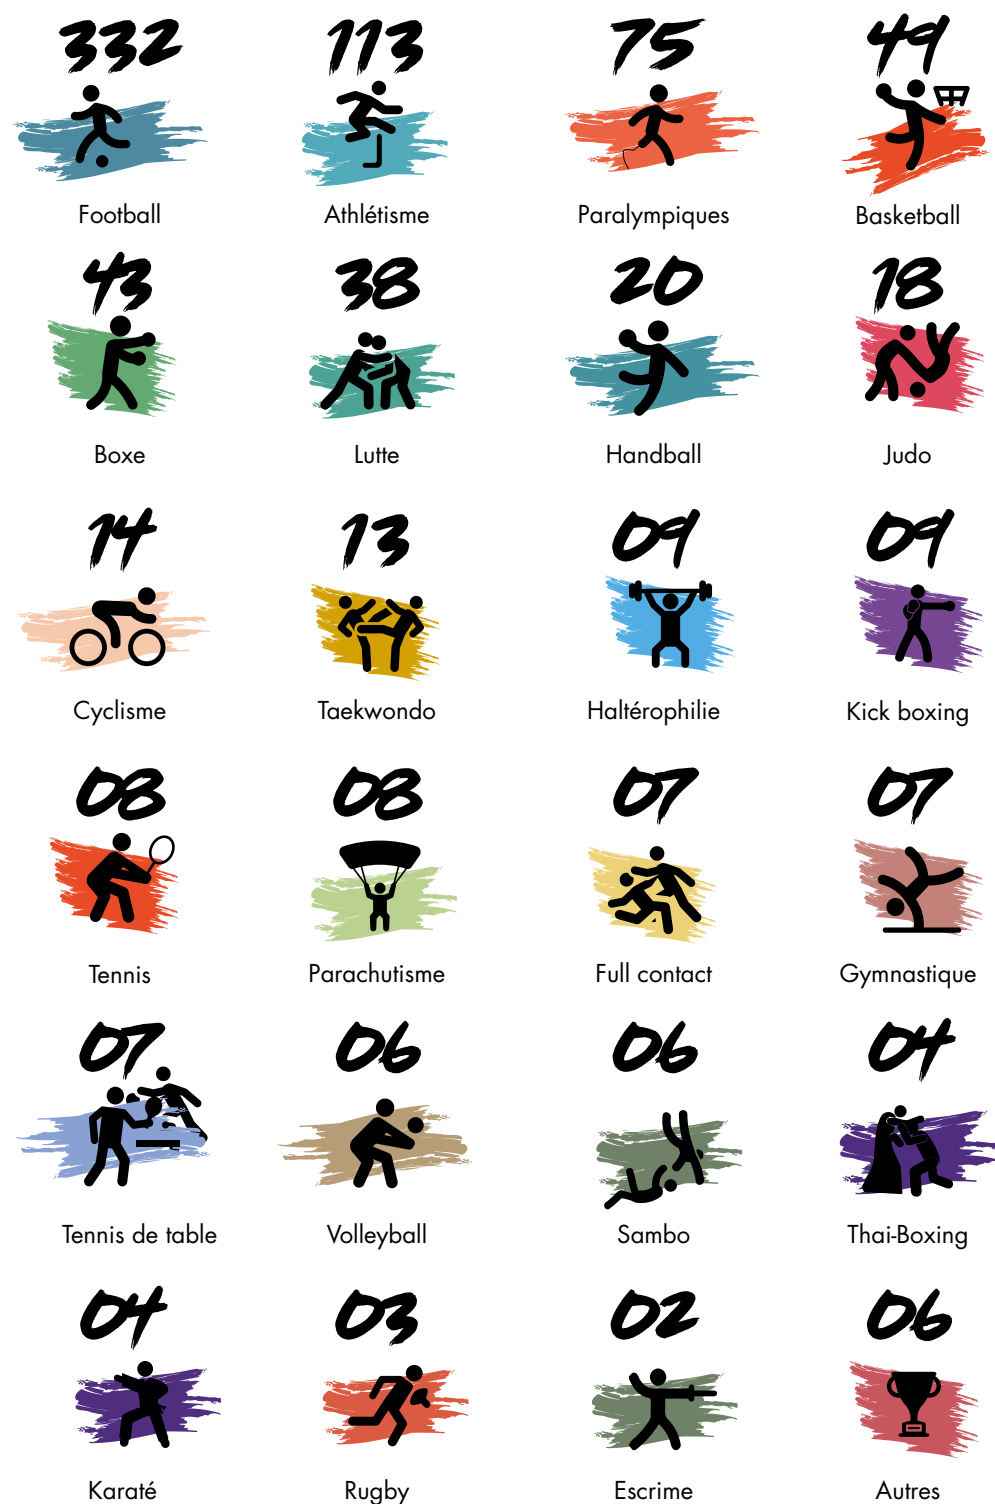 332 113 75 49
Football Athlétisme Paralympiques Basketball
43 38 20 18
Boxe Lutte Handball Judo
14 13 09 09
Cyclisme Taekwondo Haltérophilie Kick boxing
08 08 07 07
Tennis Parachutisme Full contact Gymnastique
07 06 06 04
Tennis de table Volleyball Sambo Thai-Boxing
04 03 02 06
Karaté Rugby Escrime Autres